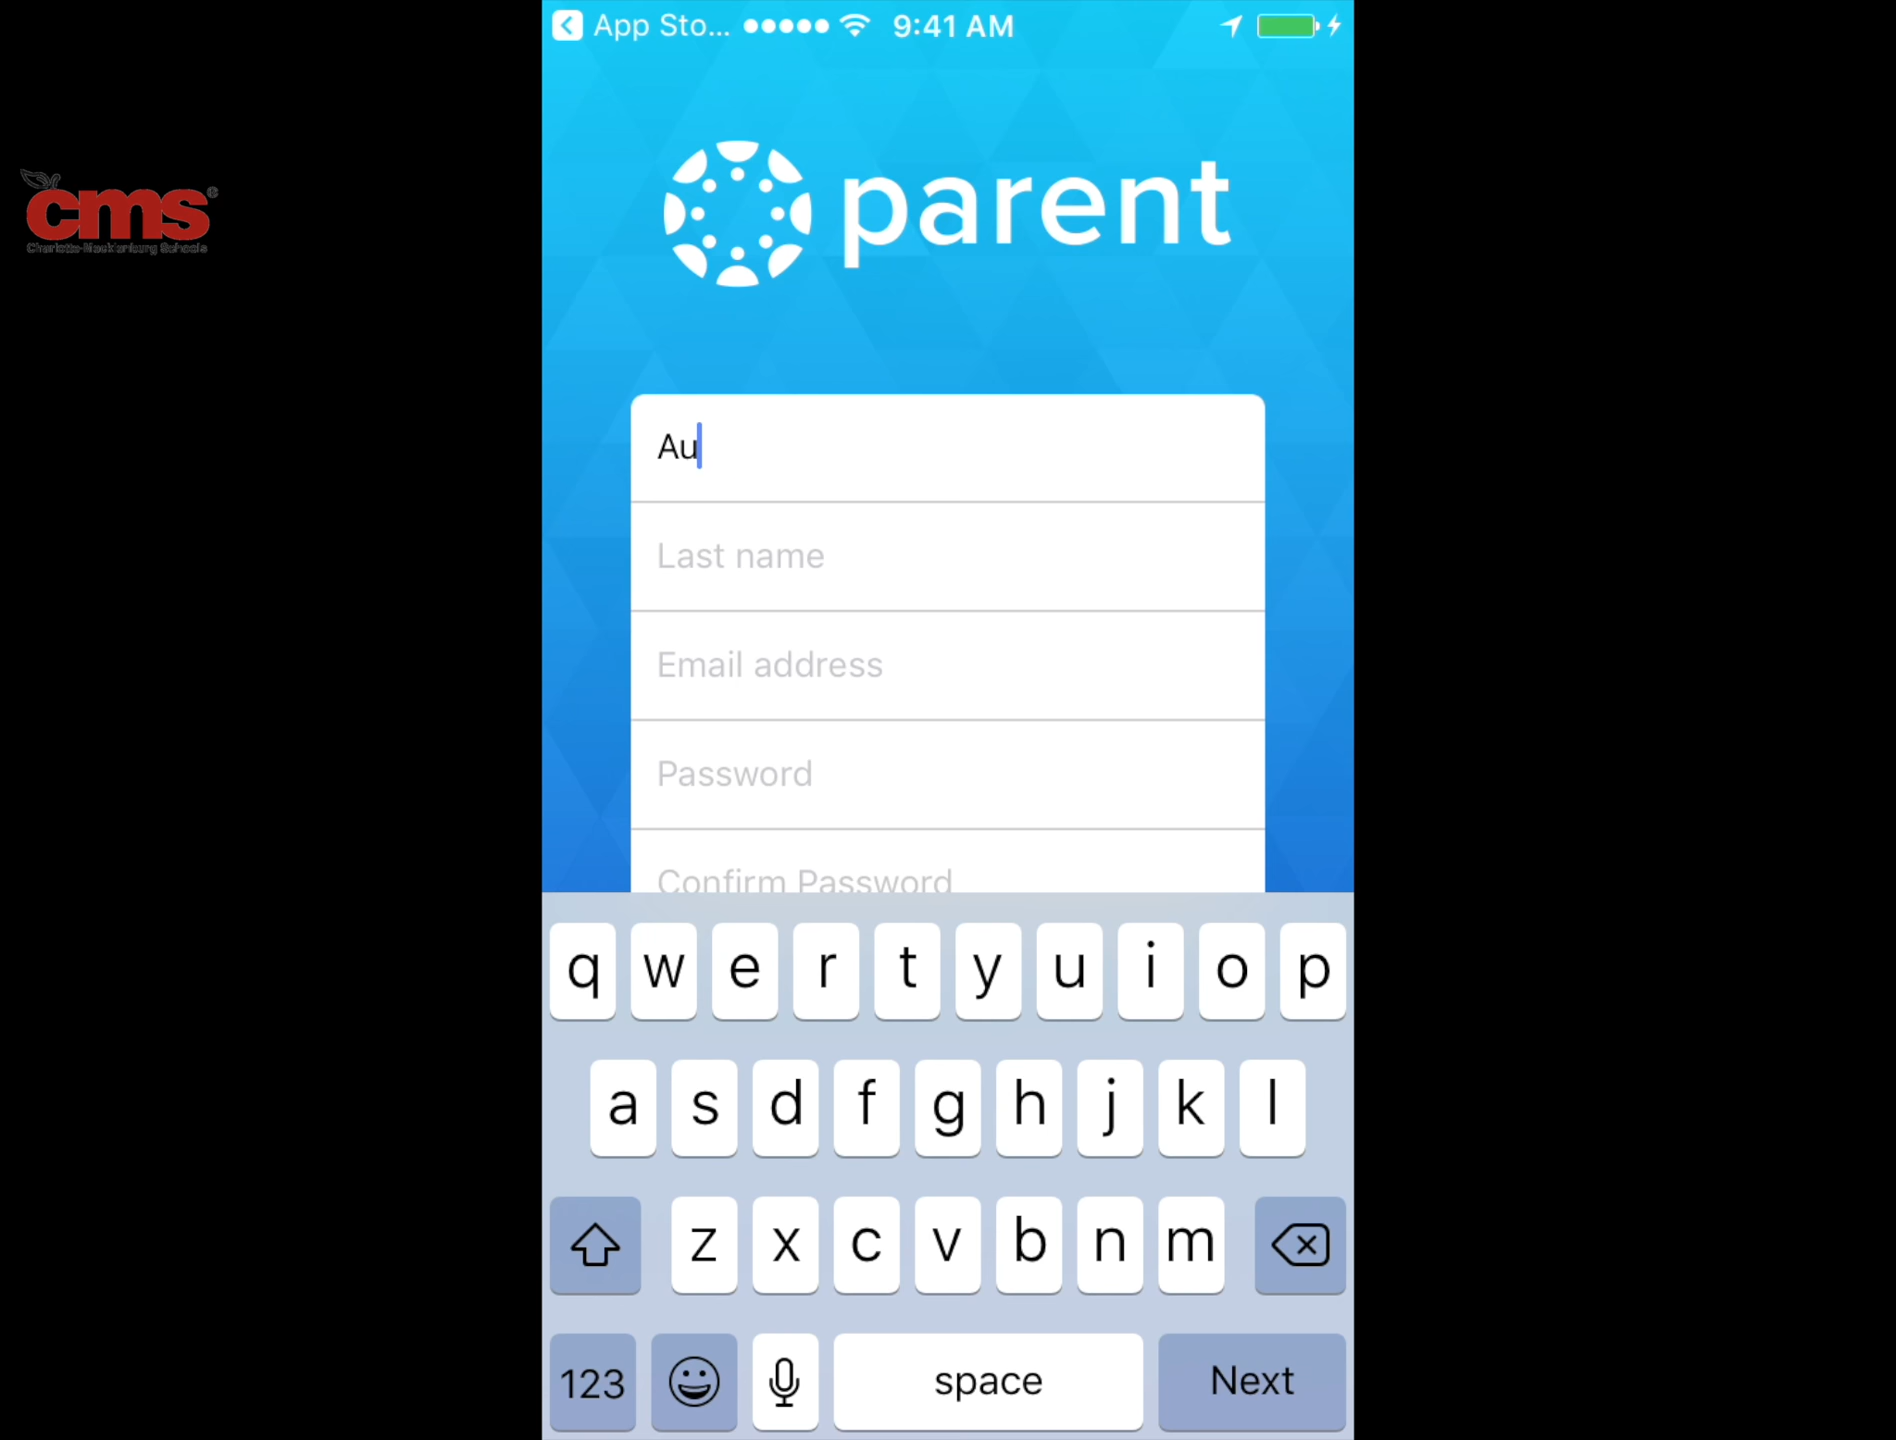 App Sto... 9:41 AM
cms®
Charlotte-Mecklenburg Schools
parent
Au
Last name
Email address
Password
Confirm Password
q w e r t y u i o p
a s d f g h j k l
z x c v b n m
123 space Next